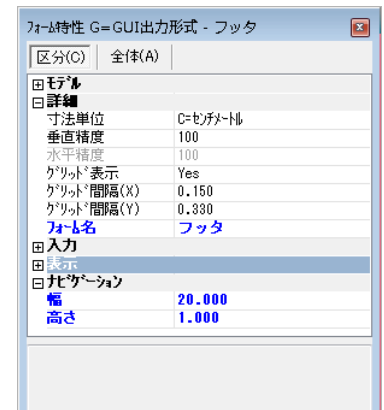 ﾌｫｰﾑ特性 G=GUI出力形式 - フッタ
区分(C) 全体(A)
ﾓﾃﾞﾙ
詳細
寸法単位 C=ｾﾝﾁﾒｰﾄﾙ
垂直精度 100
水平精度 100
ｸﾞﾘｯﾄﾞ表示 Yes
ｸﾞﾘｯﾄﾞ間隔(X) 0.150
ｸﾞﾘｯﾄﾞ間隔(Y) 0.330
ﾌｫｰﾑ名 フッタ
入力
表示
ﾅﾋﾞｹﾞｰｼｮﾝ
幅 20.000
高さ 1.000